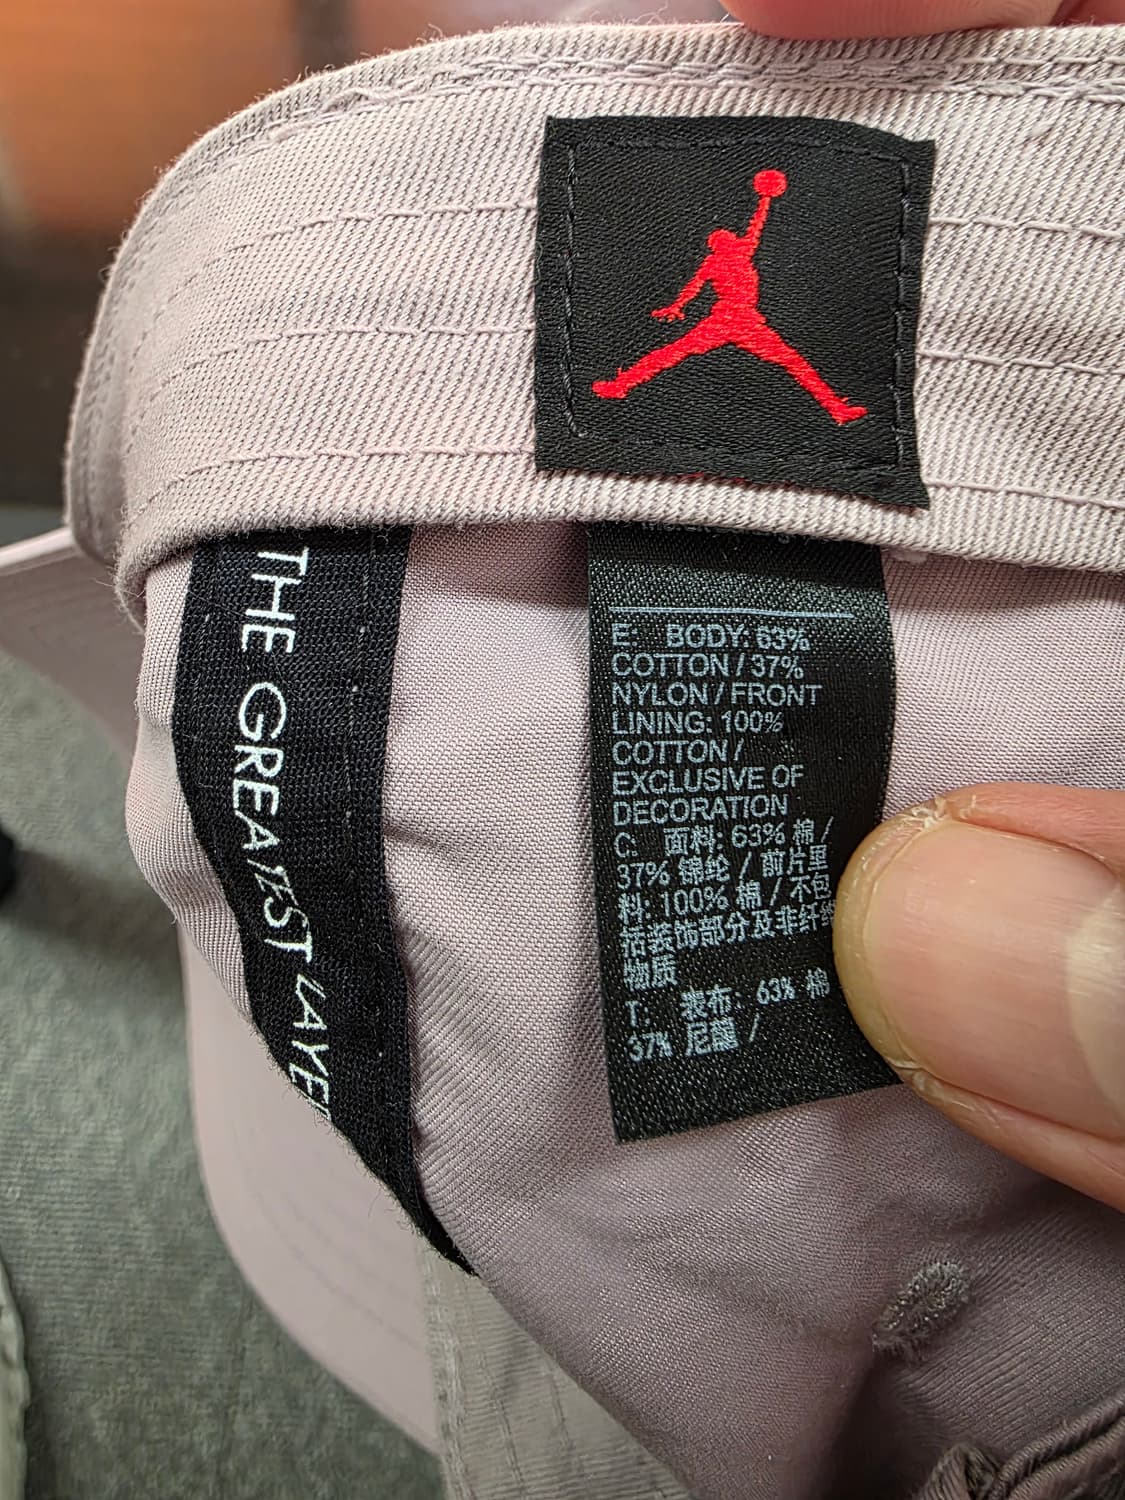 THE GREATEST
E: BODY: 63%
COTTON / 37%
NYLON / FRONT
LINING: 100%
COTTON /
EXCLUSIVE OF
DECORATION
C: 面料: 63% 棉 /
37% 锦纶 / 前片里
料: 100% 棉 / 不包
括装饰部分及非纤
物质
T: 表布: 63% 棉
37% 尼龍 /